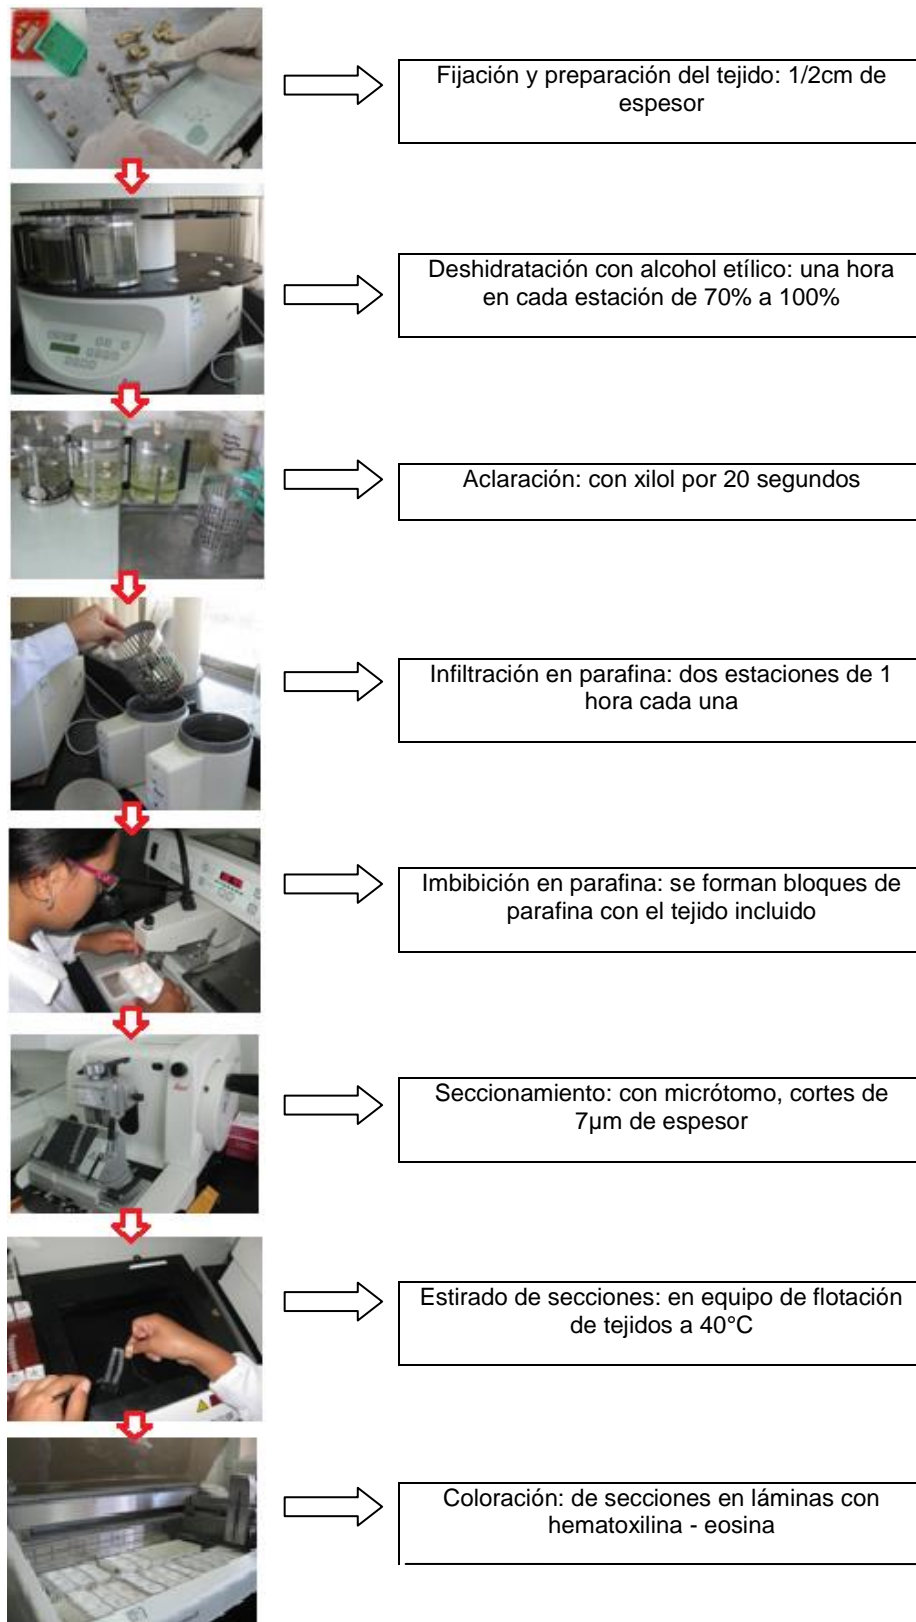 Fijación y preparación del tejido: 1/2cm de
espesor
Deshidratación con alcohol etílico: una hora
en cada estación de 70% a 100%
Aclaración: con xilol por 20 segundos
Infiltración en parafina: dos estaciones de 1
hora cada una
Imbibición en parafina: se forman bloques de
parafina con el tejido incluido
Seccionamiento: con micrótomo, cortes de
7µm de espesor
Estirado de secciones: en equipo de flotación
de tejidos a 40°C
Coloración: de secciones en láminas con
hematoxilina - eosina